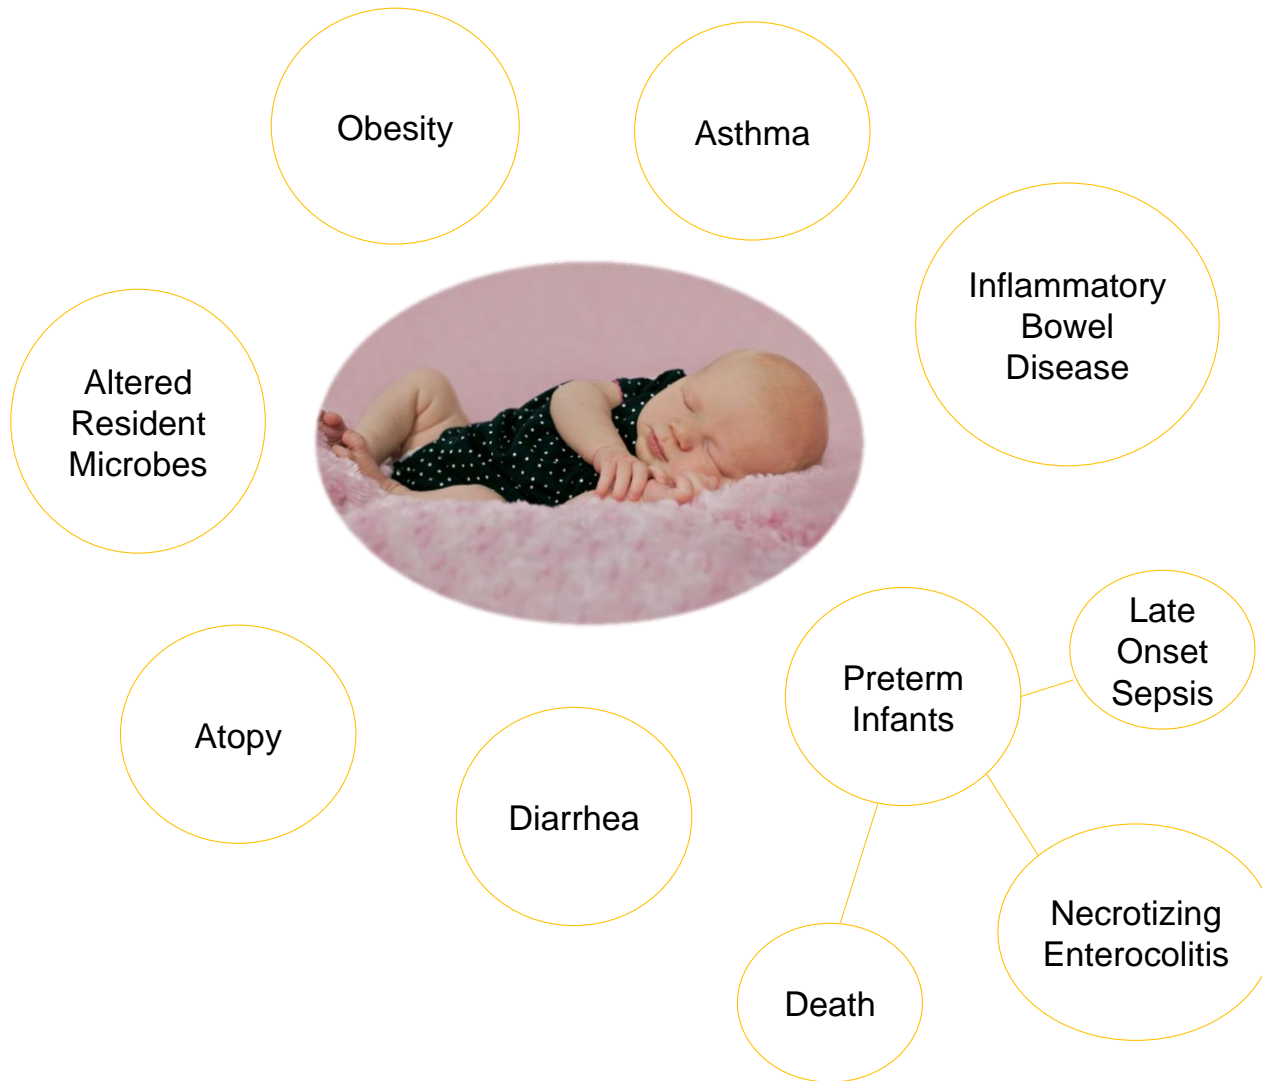 Obesity
Asthma
Inflammatory
Bowel
Disease
Altered
Resident
Microbes
Late
Onset
Sepsis
Preterm
Infants
Atopy
Diarrhea
Necrotizing
Enterocolitis
Death